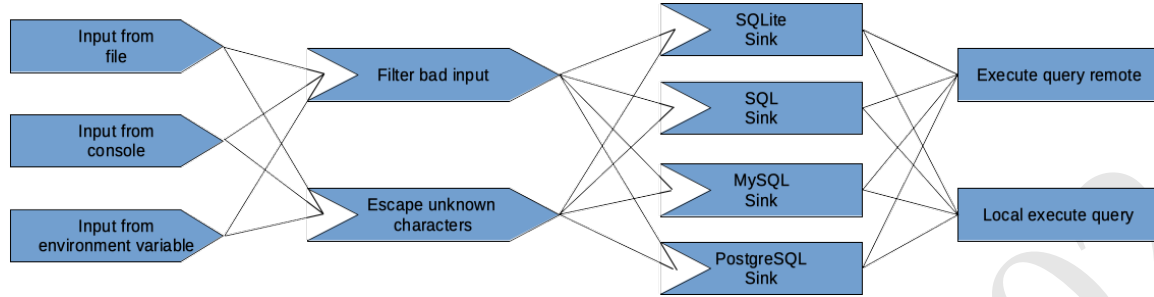 Input from
file
Input from
console
Input from
environment variable
Filter bad input
Escape unknown
characters
SQLite
Sink
SQL
Sink
MySQL
Sink
PostgreSQL
Sink
Execute query remote
Local execute query